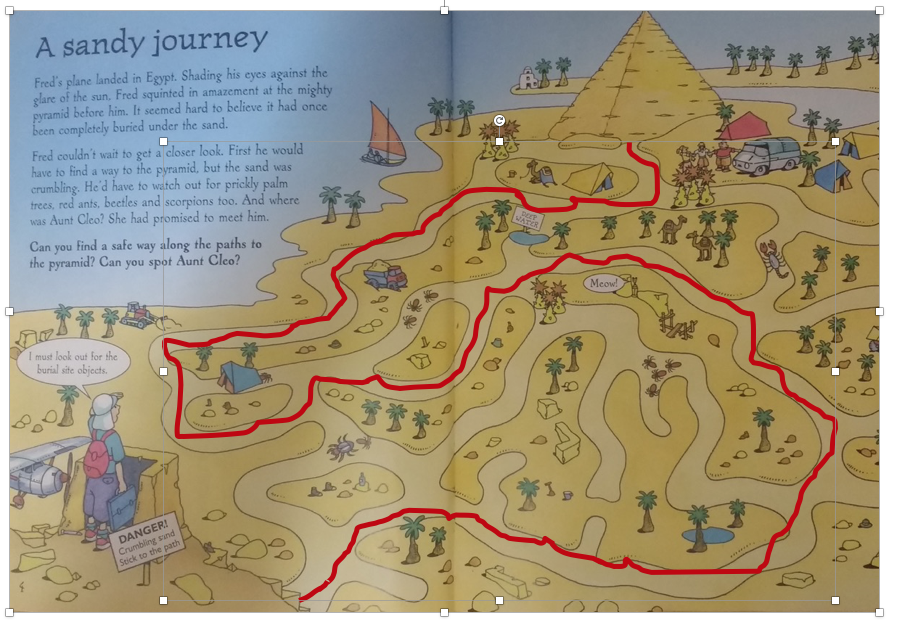 A sandy journey
Fred's plane landed in Egypt. Shading his eyes against the
glare of the sun, Fred squinted in amazement at the mighty
pyramid before him. It seemed hard to believe it had once
been completely buried under the sand.
Fred couldn't wait to get a closer look. First he would
have to find a way to the pyramid, but the sand was
crumbling. He'd have to watch out for prickly palm
trees, red ants, beetles and scorpions too. And where
was Aunt Cleo? She had promised to meet him.
Can you find a safe way along the paths to
the pyramid? Can you spot Aunt Cleo?
DEEP
WATER
Meow!
I must look out for the
burial site objects.
DANGER!
Crumbling sand
Stick to the path